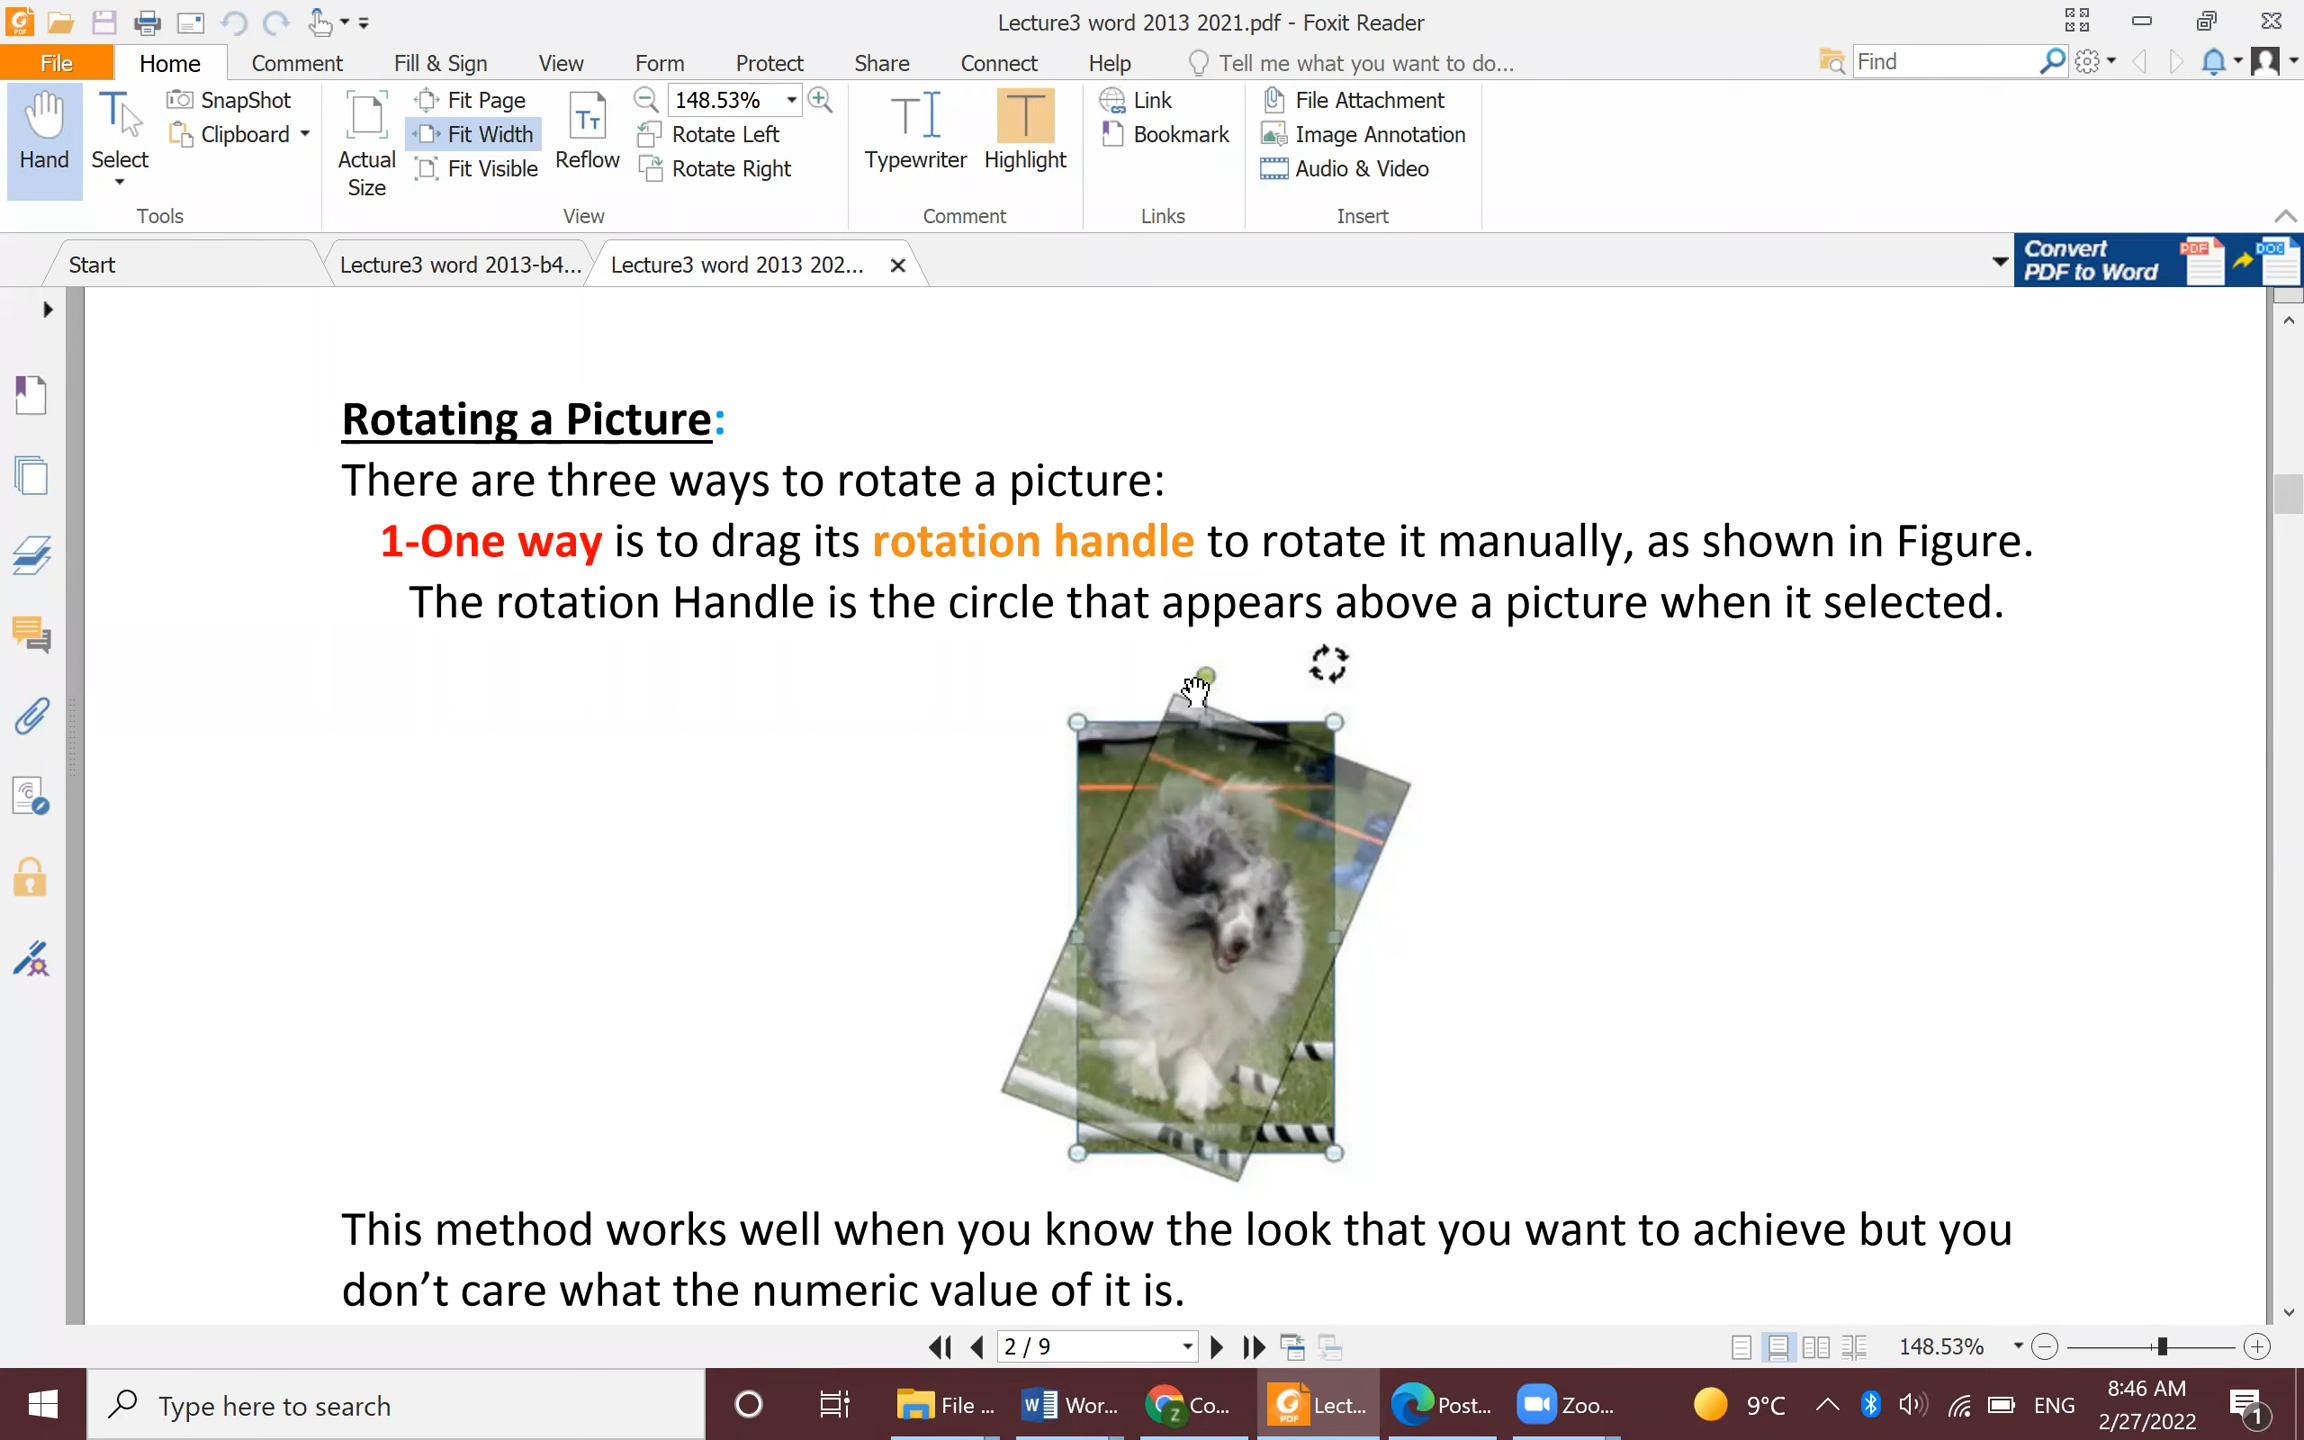 Lecture3 word 2013 2021.pdf - Foxit Reader
File Home Comment Fill & Sign View Form Protect Share Connect Help Tell me what you want to do... Find
Hand
Select
SnapShot
Clipboard
Tools
Actual Size
Fit Page
Fit Width
Fit Visible
Reflow
148.53%
Rotate Left
Rotate Right
View
Typewriter
Highlight
Comment
Link
Bookmark
Links
File Attachment
Image Annotation
Audio & Video
Insert
Start
Lecture3 word 2013-b4...
Lecture3 word 2013 202...
Convert
PDF to Word
PDF
DOC
Rotating a Picture:
There are three ways to rotate a picture:
1-One way is to drag its rotation handle to rotate it manually, as shown in Figure.
The rotation Handle is the circle that appears above a picture when it selected.
This method works well when you know the look that you want to achieve but you
don't care what the numeric value of it is.
2 / 9
148.53%
Type here to search
File ...
Wor...
Co...
Lect...
Post...
Zoo...
9°C
ENG
8:46 AM
2/27/2022
1